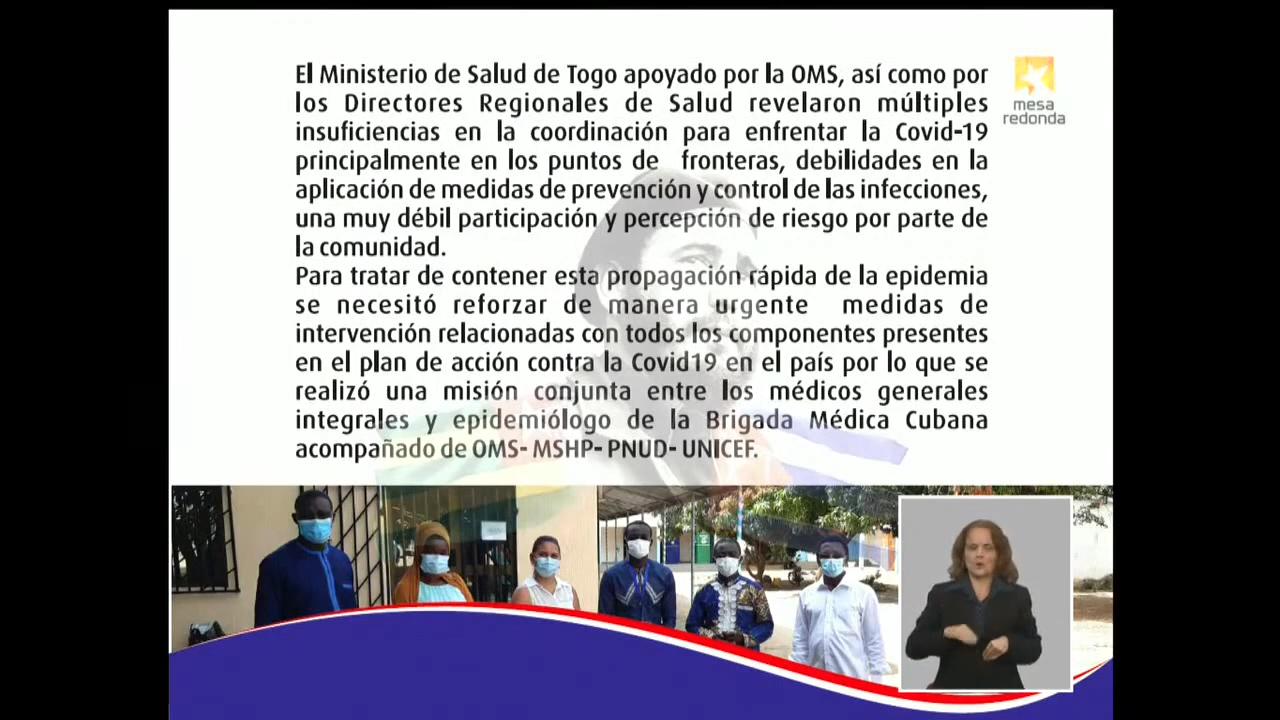 El Ministerio de Salud de Togo apoyado por la OMS, así como por
los Directores Regionales de Salud revelaron múltiples
insuficiencias en la coordinación para enfrentar la Covid-19
principalmente en los puntos de fronteras, debilidades en la
aplicación de medidas de prevención y control de las infecciones,
una muy débil participación y percepción de riesgo por parte de
la comunidad.
Para tratar de contener esta propagación rápida de la epidemia
se necesitó reforzar de manera urgente medidas de
intervención relacionadas con todos los componentes presentes
en el plan de acción contra la Covid19 en el país por lo que se
realizó una misión conjunta entre los médicos generales
integrales y epidemiólogo de la Brigada Médica Cubana
acompañado de OMS- MSHP- PNUD- UNICEF.
mesa
redonda